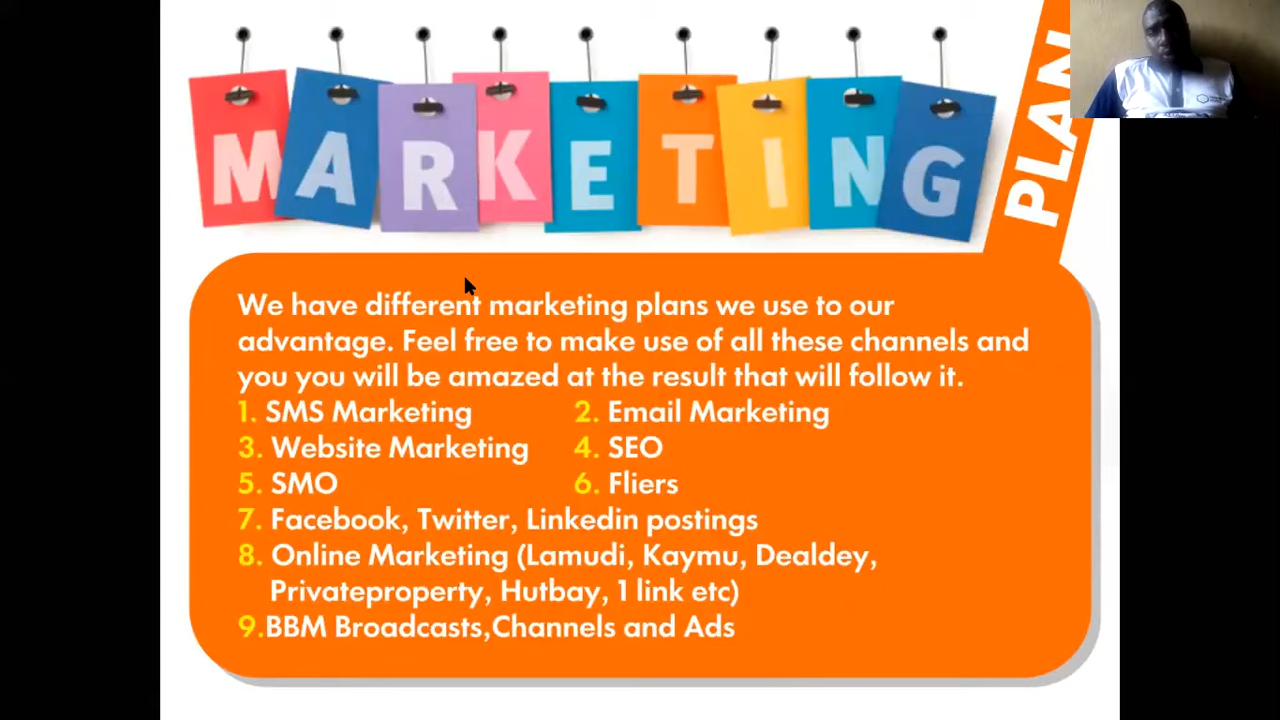 MARKETING
PLAN
We have different marketing plans we use to our
advantage. Feel free to make use of all these channels and
you you will be amazed at the result that will follow it.
1. SMS Marketing 2. Email Marketing
3. Website Marketing 4. SEO
5. SMO 6. Fliers
7. Facebook, Twitter, Linkedin postings
8. Online Marketing (Lamudi, Kaymu, Dealdey,
Privateproperty, Hutbay, 1 link etc)
9.BBM Broadcasts,Channels and Ads